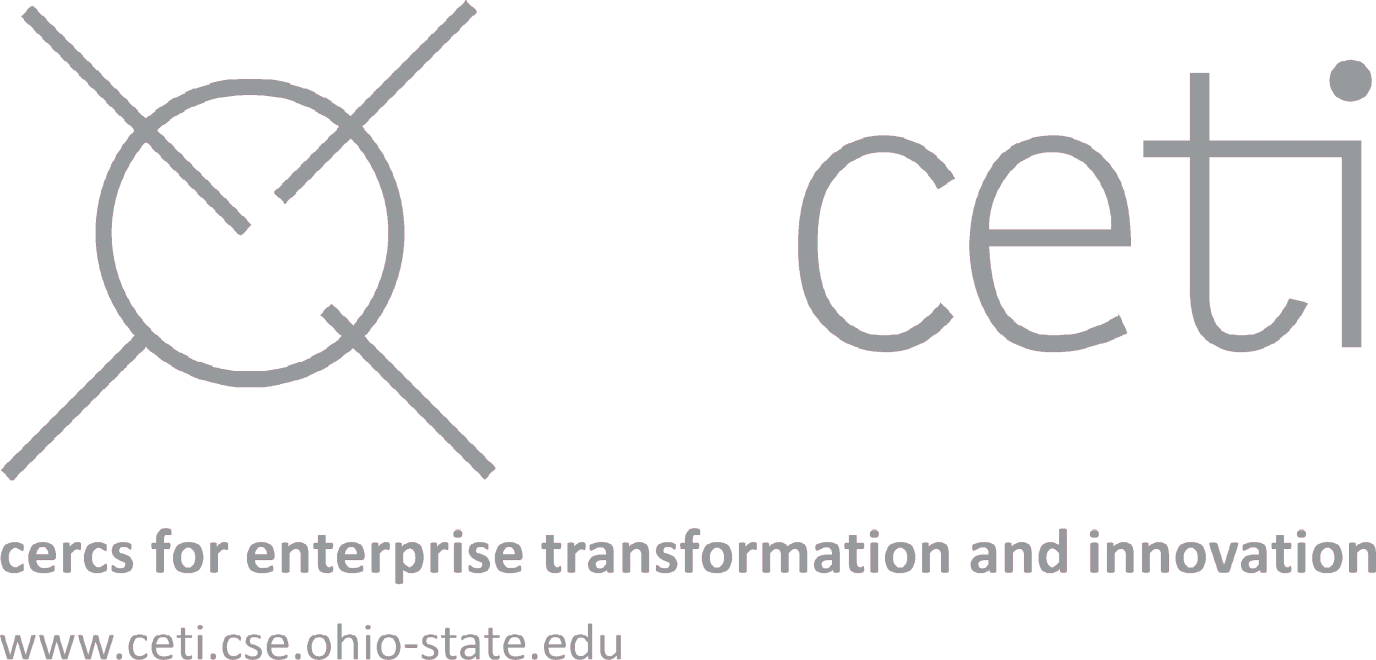 ceti
cercs for enterprise transformation and innovation
www.ceti.cse.ohio-state.edu